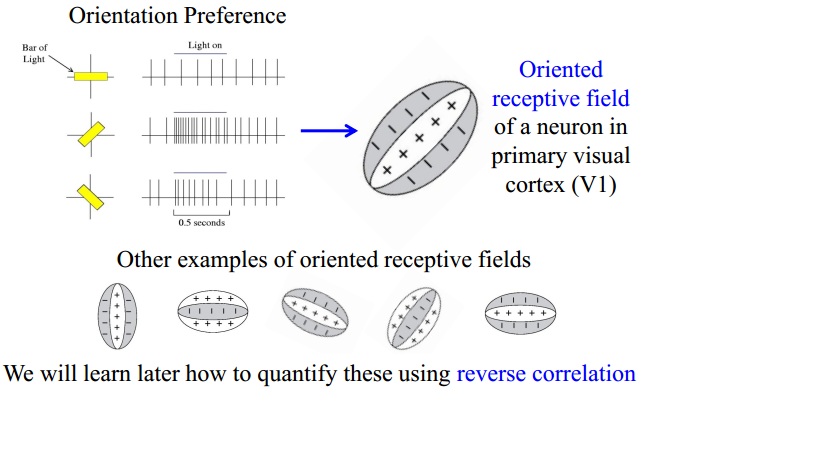 Orientation Preference
Bar of
Light
Light on
0.5 seconds
Oriented
receptive field
of a neuron in
primary visual
cortex (V1)
Other examples of oriented receptive fields
We will learn later how to quantify these using reverse correlation